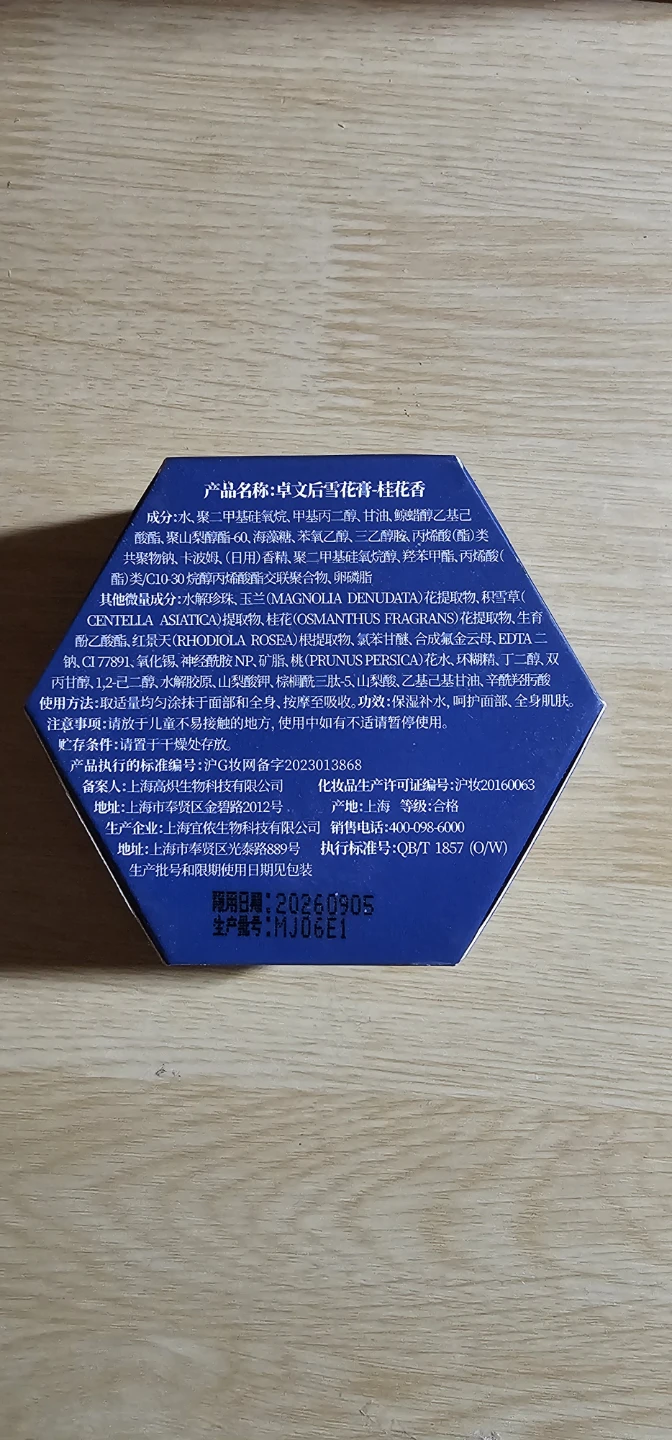 产品名称:卓文后雪花膏-桂花香
成分:水、聚二甲基硅氧烷、甲基丙二醇、甘油、鲸蜡醇乙基己
酸酯、聚山梨醇酯-60、海藻糖、苯氧乙醇、三乙醇胺、丙烯酸(酯)类
共聚物钠、卡波姆、(日用)香精、聚二甲基硅氧烷醇、羟苯甲酯、丙烯酸(
酯)类/C10-30 烷醇丙烯酸酯交联聚合物、卵磷脂
其他微量成分:水解珍珠、玉兰(MAGNOLIA DENUDATA)花提取物、积雪草(
CENTELLA ASIATICA)提取物、桂花(OSMANTHUS FRAGRANS)花提取物、生育
酚乙酸酯、红景天(RHODIOLA ROSEA)根提取物、氯苯甘醚、合成氟金云母、EDTA 二
钠、CI 77891、氧化锡、神经酰胺 NP、矿脂、桃(PRUNUS PERSICA)花水、环糊精、丁二醇、双
丙甘醇、1,2-己二醇、水解胶原、山梨酸钾、棕榈酰三肽-5、山梨酸、乙基己基甘油、辛酰羟肟酸
使用方法:取适量均匀涂抹于面部和全身、按摩至吸收。功效:保湿补水，呵护面部、全身肌肤。
注意事项:请放于儿童不易接触的地方, 使用中如有不适请暂停使用。
贮存条件:请置于干燥处存放。
产品执行的标准编号:沪G妆网备字2023013868
备案人:上海高炽生物科技有限公司 化妆品生产许可证编号:沪妆20160063
地址:上海市奉贤区金碧路2012号 产地:上海 等级:合格
生产企业:上海宜侬生物科技有限公司 销售电话:400-098-6000
地址:上海市奉贤区光泰路889号 执行标准号:QB/T 1857 (O/W)
生产批号和限期使用日期见包装
限用日期:20260905
生产批号:MJ06E1